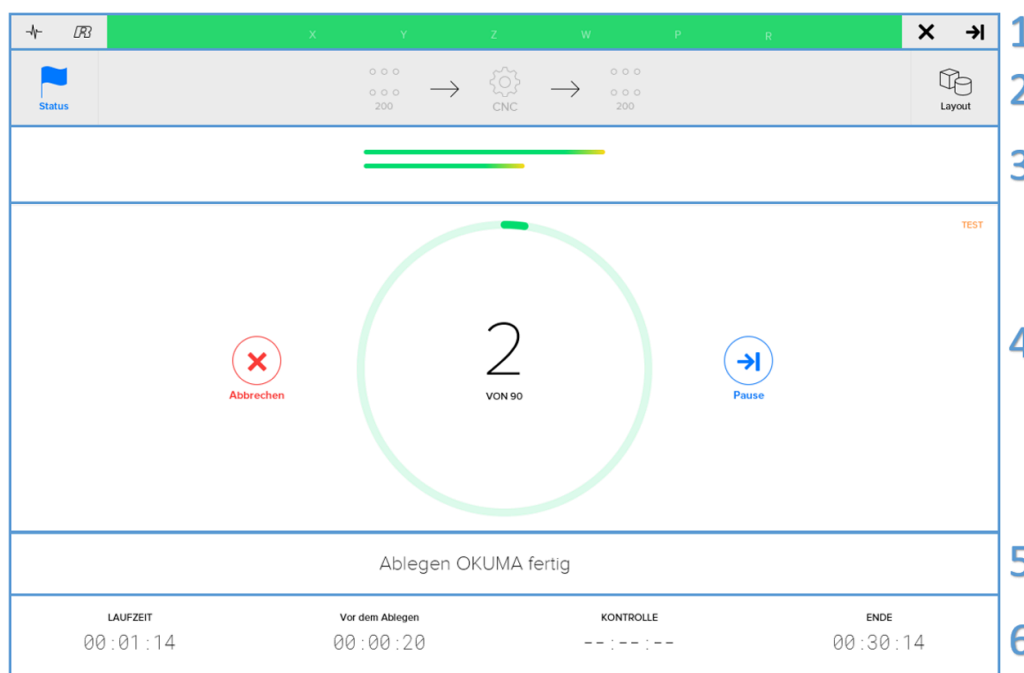 R X Y Z W P R 1
2
Status 200 CNC 200 Layout
3
TEST
4
2
VON 90
Abbrechen Pause
Ablegen OKUMA fertig 5
LAUFZEIT Vor dem Ablegen KONTROLLE ENDE
00:01:14 00:00:20 --:--:-- 00:30:14 6